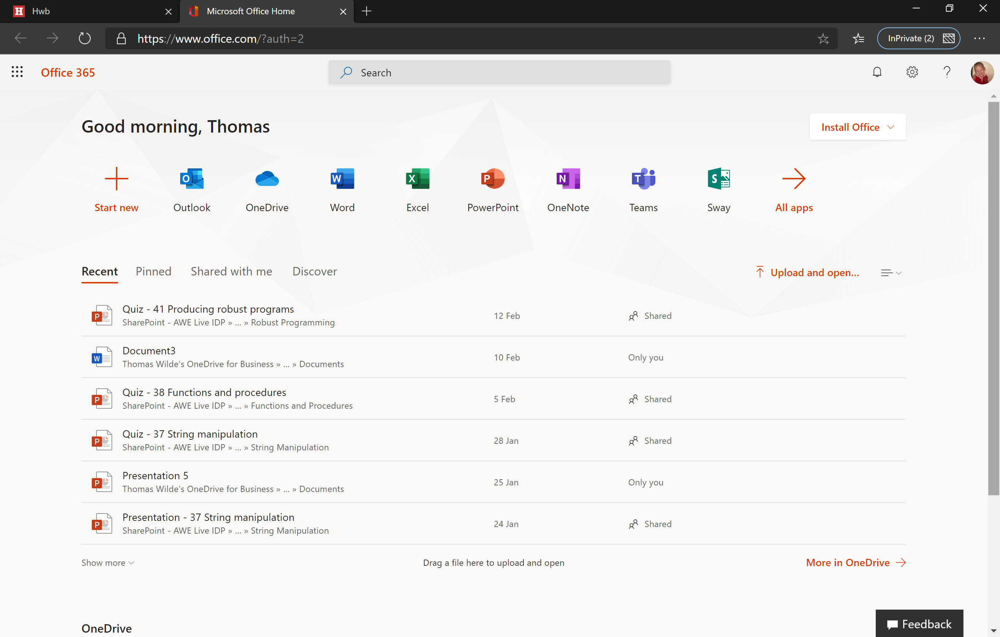 Hwb
Microsoft Office Home
https://www.office.com/?auth=2
InPrivate (2)
Office 365
Search
Good morning, Thomas
Install Office
Start new
Outlook
OneDrive
Word
Excel
PowerPoint
OneNote
Teams
Sway
All apps
Recent
Pinned
Shared with me
Discover
Upload and open...
Quiz - 41 Producing robust programs
SharePoint - AWE Live IDP » ... » Robust Programming
12 Feb
Shared
Document3
Thomas Wilde's OneDrive for Business » ... » Documents
10 Feb
Only you
Quiz - 38 Functions and procedures
SharePoint - AWE Live IDP » ... » Functions and Procedures
5 Feb
Shared
Quiz - 37 String manipulation
SharePoint - AWE Live IDP » ... » String Manipulation
28 Jan
Shared
Presentation 5
Thomas Wilde's OneDrive for Business » ... » Documents
25 Jan
Only you
Presentation - 37 String manipulation
SharePoint - AWE Live IDP » ... » String Manipulation
24 Jan
Shared
Show more
Drag a file here to upload and open
More in OneDrive
OneDrive
Feedback